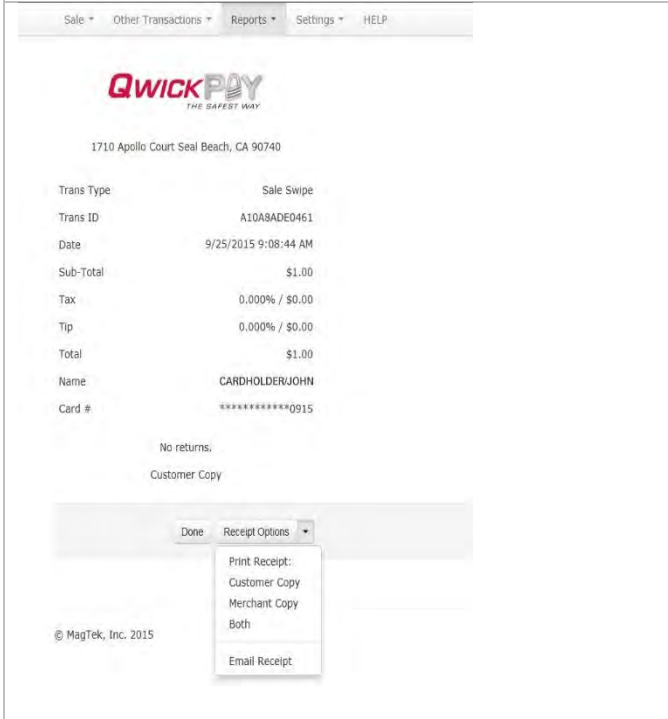 Sale Other Transactions Reports Settings HELP
QWICKPAY
THE SAFEST WAY
1710 Apollo Court Seal Beach, CA 90740
Trans Type Sale Swipe
Trans ID A10A8ADE0461
Date 9/25/2015 9:08:44 AM
Sub-Total $1.00
Tax 0.000% / $0.00
Tip 0.000% / $0.00
Total $1.00
Name CARDHOLDER/JOHN
Card # ************0915
No returns.
Customer Copy
Done Receipt Options
Print Receipt:
Customer Copy
Merchant Copy
Both
Email Receipt
© MagTek, Inc. 2015